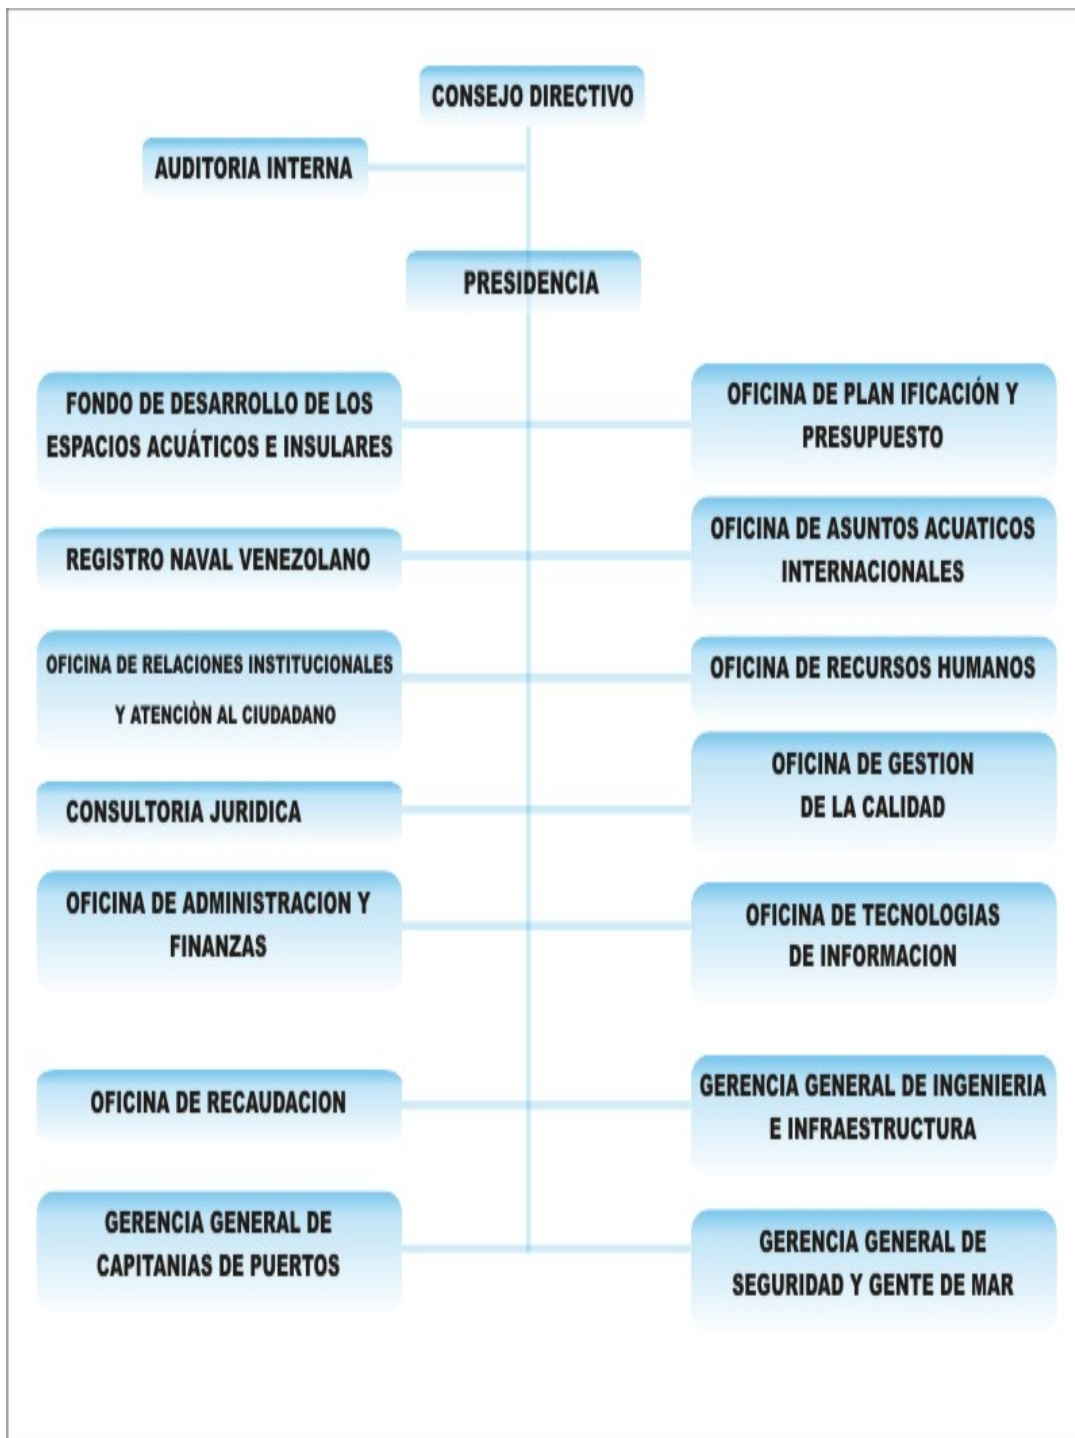 CONSEJO DIRECTIVO
AUDITORIA INTERNA
PRESIDENCIA
FONDO DE DESARROLLO DE LOS
ESPACIOS ACUÁTICOS E INSULARES
OFICINA DE PLAN IFICACIÓN Y
PRESUPUESTO
REGISTRO NAVAL VENEZOLANO
OFICINA DE ASUNTOS ACUATICOS
INTERNACIONALES
OFICINA DE RELACIONES INSTITUCIONALES
Y ATENCIÒN AL CIUDADANO
OFICINA DE RECURSOS HUMANOS
CONSULTORIA JURIDICA
OFICINA DE GESTION
DE LA CALIDAD
OFICINA DE ADMINISTRACION Y
FINANZAS
OFICINA DE TECNOLOGIAS
DE INFORMACION
OFICINA DE RECAUDACION
GERENCIA GENERAL DE INGENIERIA
E INFRAESTRUCTURA
GERENCIA GENERAL DE
CAPITANIAS DE PUERTOS
GERENCIA GENERAL DE
SEGURIDAD Y GENTE DE MAR